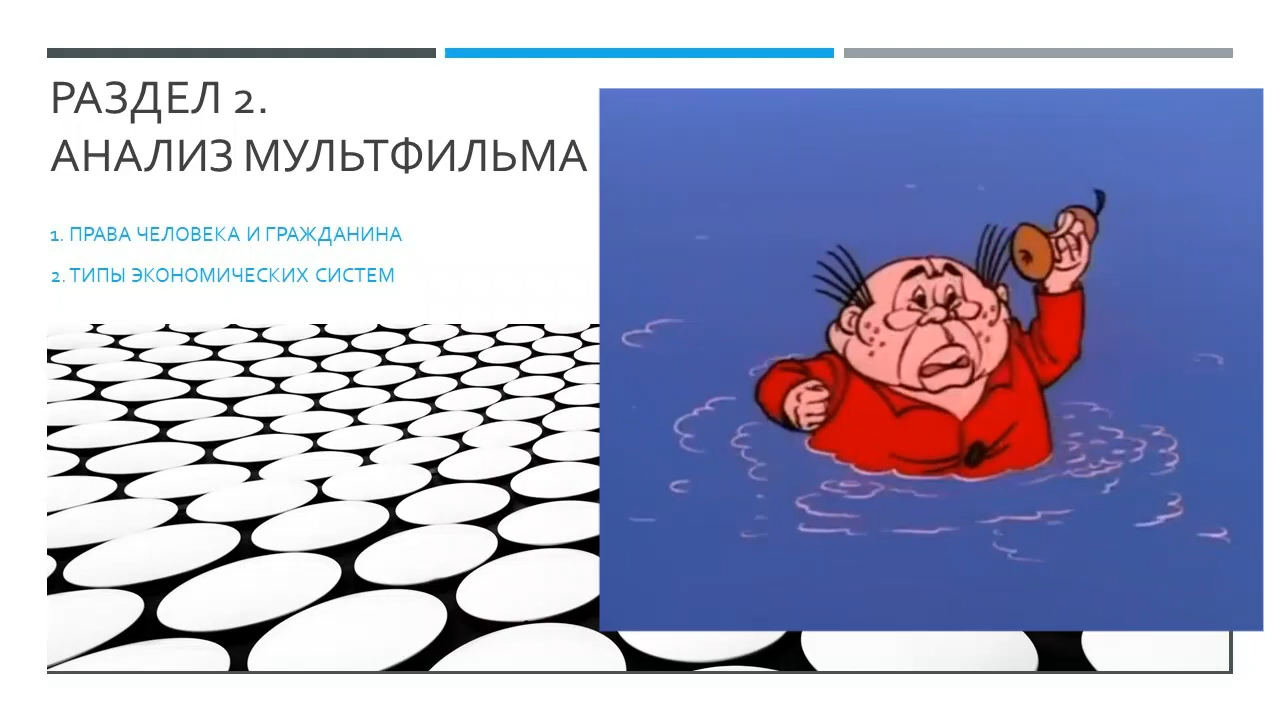 РАЗДЕЛ 2.
АНАЛИЗ МУЛЬТФИЛЬМА
1. ПРАВА ЧЕЛОВЕКА И ГРАЖДАНИНА
2. ТИПЫ ЭКОНОМИЧЕСКИХ СИСТЕМ